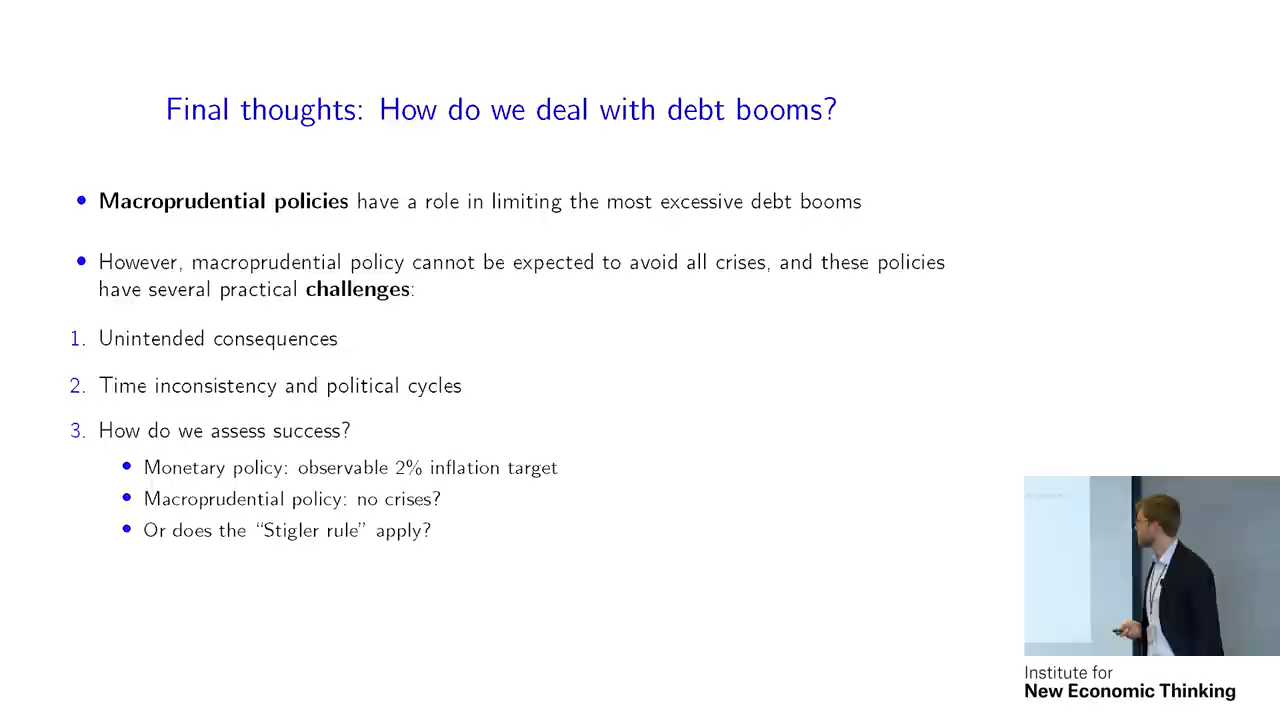 Final thoughts: How do we deal with debt booms?
• Macroprudential policies have a role in limiting the most excessive debt booms
• However, macroprudential policy cannot be expected to avoid all crises, and these policies
have several practical challenges:
1. Unintended consequences
2. Time inconsistency and political cycles
3. How do we assess success?
• Monetary policy: observable 2% inflation target
• Macroprudential policy: no crises?
• Or does the “Stigler rule” apply?
Institute for
New Economic Thinking